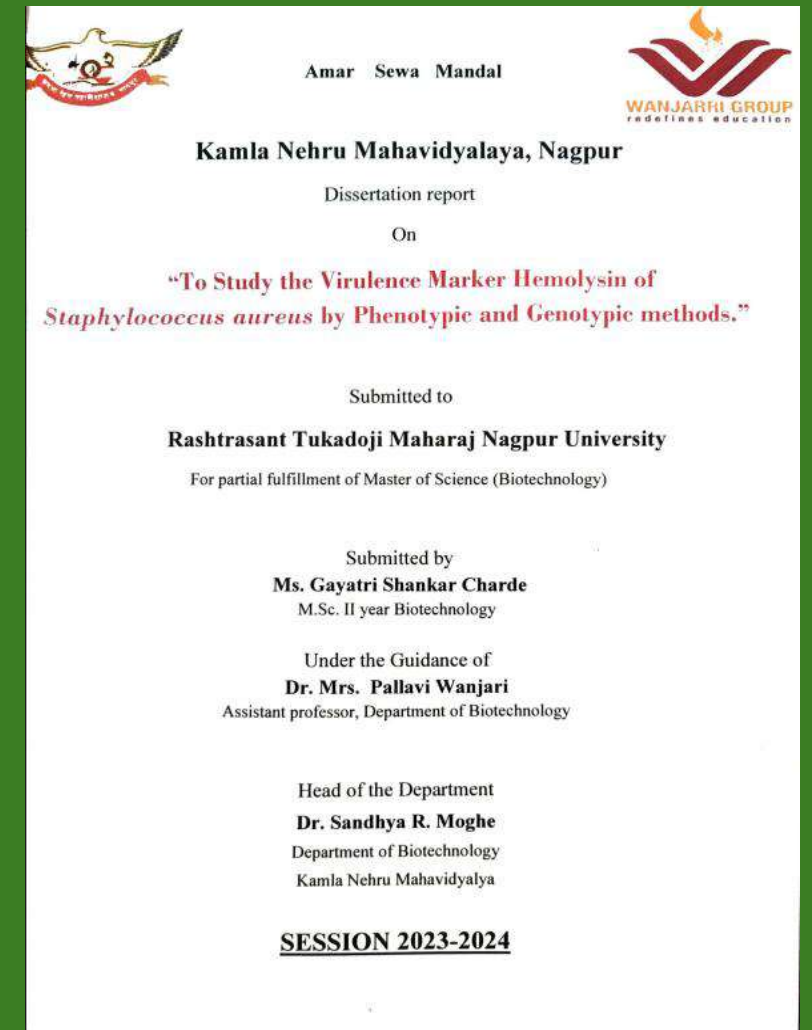 Amar Sewa Mandal
WANJARRI GROUP
redefines education
Kamla Nehru Mahavidyalaya, Nagpur
Dissertation report
On
“To Study the Virulence Marker Hemolysin of
Staphylococcus aureus by Phenotypic and Genotypic methods.”
Submitted to
Rashtrasant Tukadoji Maharaj Nagpur University
For partial fulfillment of Master of Science (Biotechnology)
Submitted by
Ms. Gayatri Shankar Charde
M.Sc. II year Biotechnology
Under the Guidance of
Dr. Mrs. Pallavi Wanjari
Assistant professor, Department of Biotechnology
Head of the Department
Dr. Sandhya R. Moghe
Department of Biotechnology
Kamla Nehru Mahavidyalya
SESSION 2023-2024